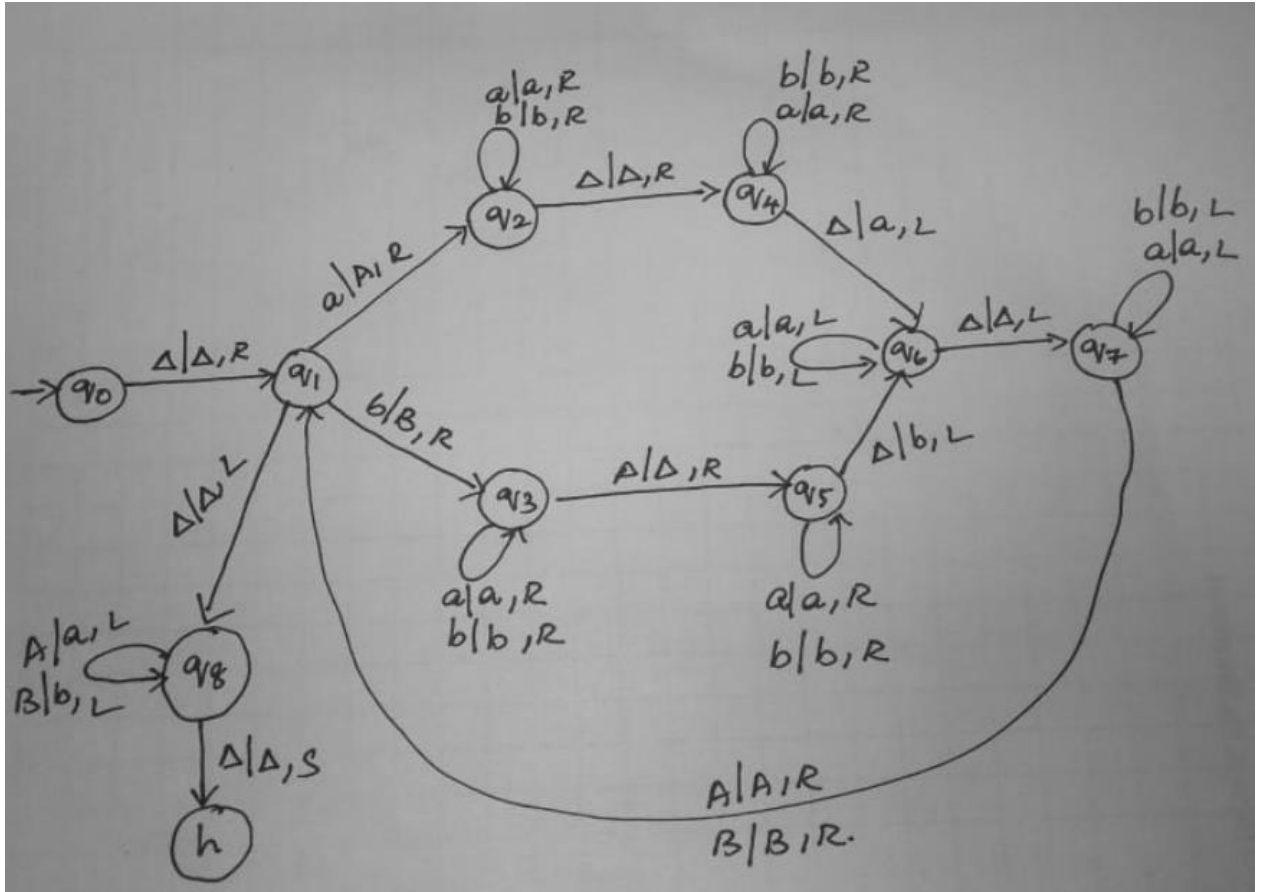 a|a, R
b|b, R
b|b, R
a|a, R
q2
Δ|Δ, R
q4
b|b, L
a|a, L
a|A, R
Δ|a, L
q0
Δ|Δ, R
q1
a|a, L
b|b, L
q6
Δ|Δ, L
q7
b|B, R
Δ|Δ, L
q3
Δ|Δ, R
q5
Δ|b, L
a|a, R
b|b, R
a|a, R
b|b, R
A|a, L
B|b, L
q8
Δ|Δ, S
h
A|A, R
B|B, R.